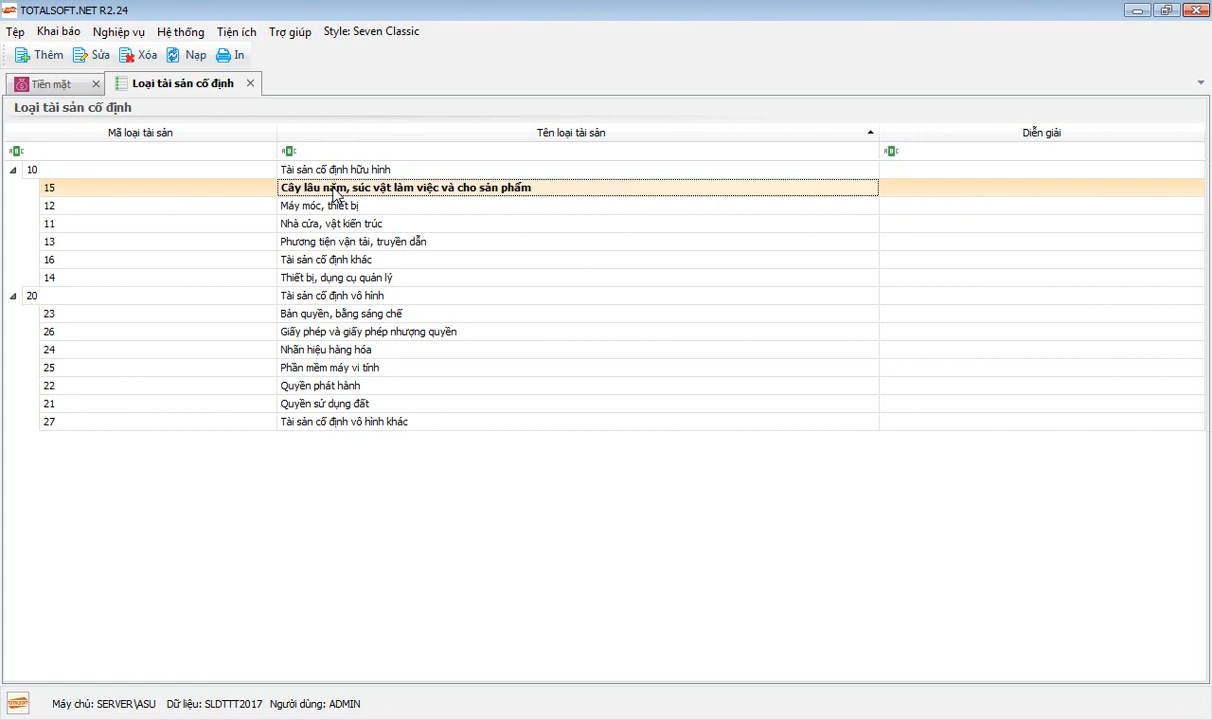 TOTALSOFT.NET R2.24
Tệp Khai báo Nghiệp vụ Hệ thống Tiện ích Trợ giúp Style: Seven Classic
Thêm Sửa Xóa Nạp In
Tiền mặt Loại tài sản cố định
Loại tài sản cố định
Mã loại tài sản Tên loại tài sản Diễn giải
10 Tài sản cố định hữu hình
15 Cây lâu năm, súc vật làm việc và cho sản phẩm
12 Máy móc, thiết bị
11 Nhà cửa, vật kiến trúc
13 Phương tiện vận tải, truyền dẫn
16 Tài sản cố định khác
14 Thiết bị, dụng cụ quản lý
20 Tài sản cố định vô hình
23 Bản quyền, bằng sáng chế
26 Giấy phép và giấy phép nhượng quyền
24 Nhãn hiệu hàng hóa
25 Phần mềm máy vi tính
22 Quyền phát hành
21 Quyền sử dụng đất
27 Tài sản cố định vô hình khác
Máy chủ: SERVER\ASU Dữ liệu: SLDTTT2017 Người dùng: ADMIN